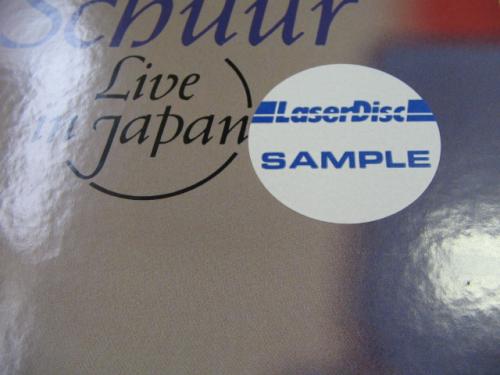 Schuur
Live
in Japan
LaserDisc
SAMPLE